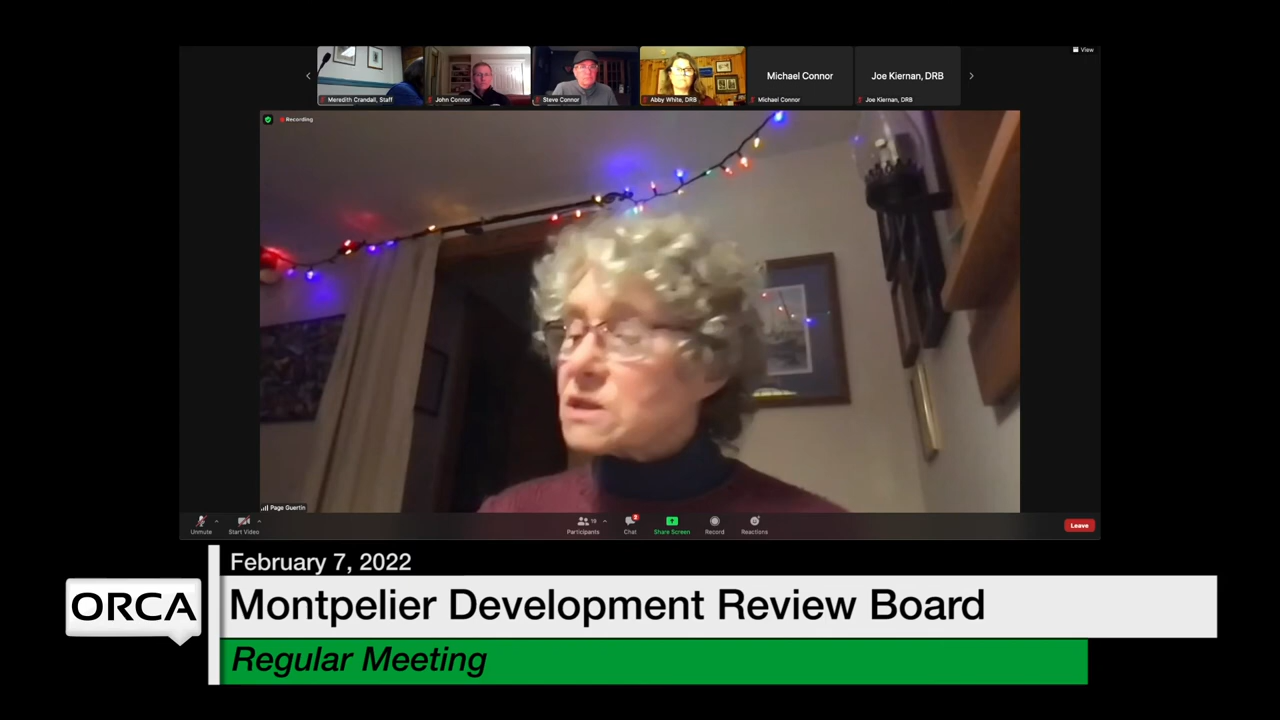 View
Michael Connor
Joe Kiernan, DRB
Meredith Crandall, Staff
John Connor
Steve Connor
Abby White, DRB
Michael Connor
Joe Kiernan, DRB
Recording
Page Guertin
Unmute
Start Video
Participants
Chat
Share Screen
Record
Reactions
Leave
February 7, 2022
ORCA
Montpelier Development Review Board
Regular Meeting